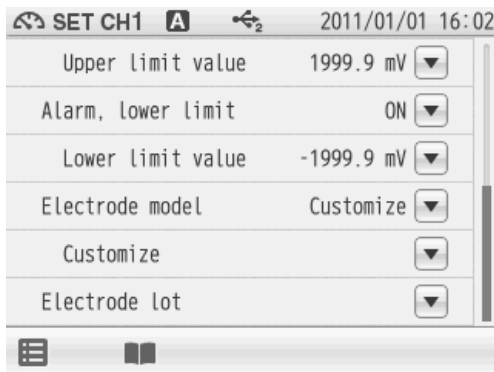 SET CH1 A 2 2011/01/01 16:02
Upper limit value 1999.9 mV
Alarm, lower limit ON
Lower limit value -1999.9 mV
Electrode model Customize
Customize
Electrode lot